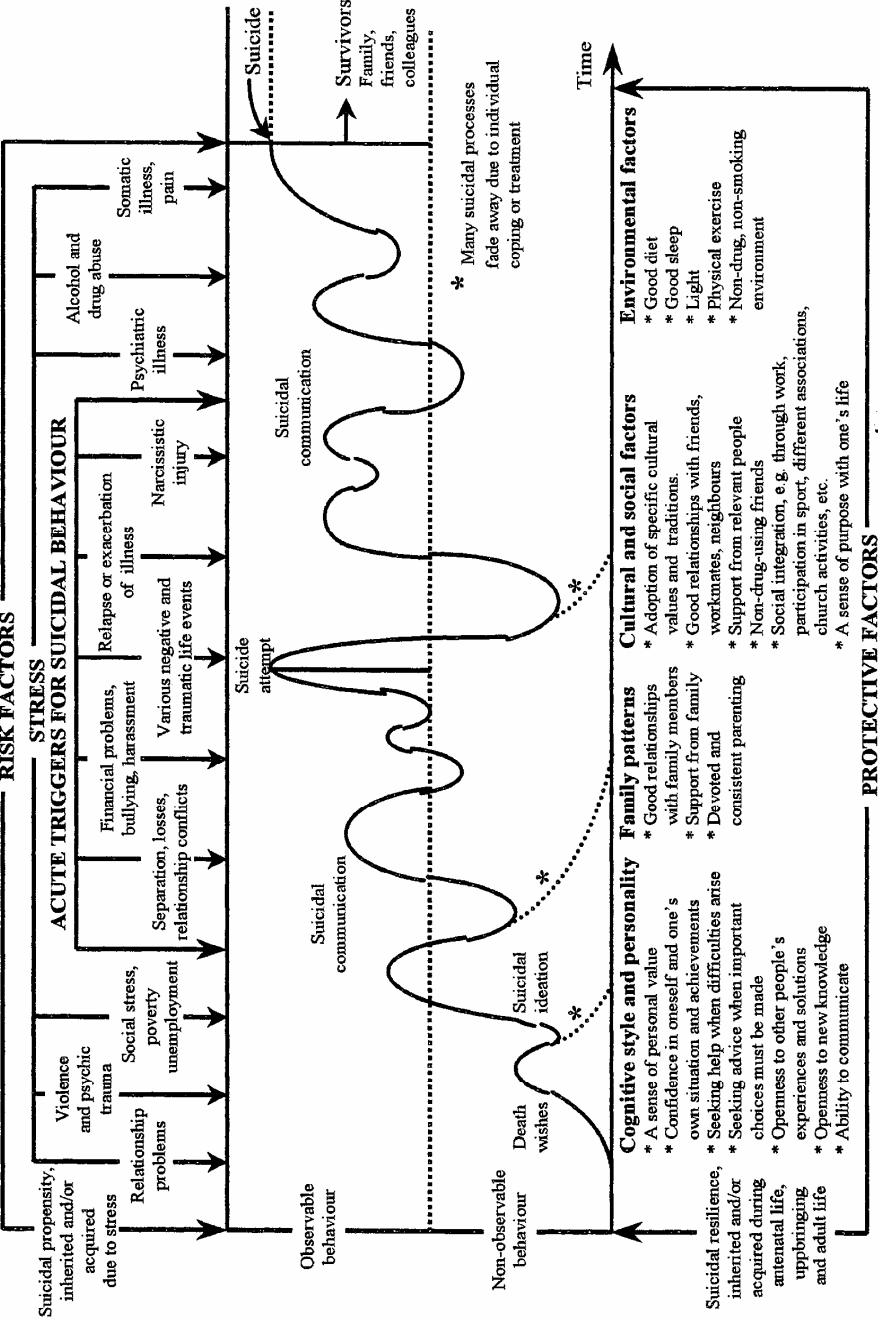 RISK FACTORS
STRESS
ACUTE TRIGGERS FOR SUICIDAL BEHAVIOUR
Suicidal propensity,
inherited and/or
acquired
due to stress
Relationship
problems
Violence
and psychic
trauma
Social stress,
poverty
unemployment
Separation, losses,
relationship conflicts
Financial problems,
bullying, harassment
Various negative and
traumatic life events
Relapse or exacerbation
of illness
Narcissistic
injury
Psychiatric
illness
Alcohol and
drug abuse
Somatic
illness,
pain
Observable
behaviour
Non-observable
behaviour
Death
wishes
Suicidal
ideation
Suicidal
communication
Suicide
attempt
Suicidal
communication
Suicide
Survivors
Family,
friends,
colleagues
*
*
*
* Many suicidal processes
fade away due to individual
coping or treatment
Time
Suicidal resilience,
inherited and/or
acquired during
antenatal life,
uppbringing
and adult life
Cognitive style and personality
* A sense of personal value
* Confidence in oneself and one's
own situation and achievements
* Seeking help when difficulties arise
* Seeking advice when important
choices must be made
* Openness to other people's
experiences and solutions
* Openness to new knowledge
* Ability to communicate
Family patterns
* Good relationships
with family members
* Support from family
* Devoted and
consistent parenting
Cultural and social factors
* Adoption of specific cultural
values and traditions.
* Good relationships with friends,
workmates, neighbours
* Support from relevant people
* Non-drug-using friends
* Social integration, e.g. through work,
participation in sport, different associations,
church activities, etc.
* A sense of purpose with one's life
Environmental factors
* Good diet
* Good sleep
* Light
* Physical exercise
* Non-drug, non-smoking
environment
PROTECTIVE FACTORS